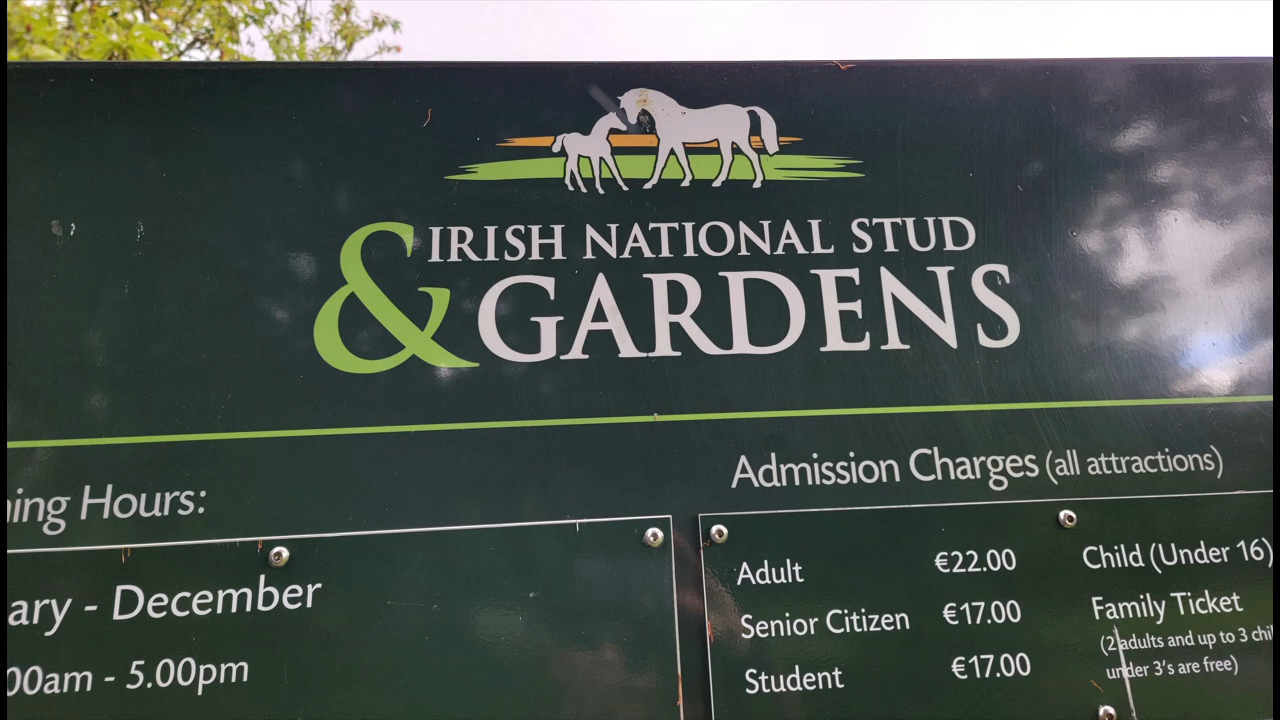 IRISH NATIONAL STUD
& GARDENS
ning Hours:
ary - December
00am - 5.00pm
Admission Charges (all attractions)
Adult €22.00 Child (Under 16)
Senior Citizen €17.00 Family Ticket
(2 adults and up to 3 chil
Student €17.00 under 3's are free)